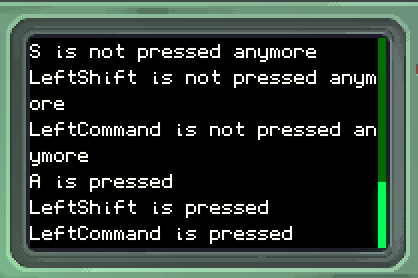 S is not pressed anymore
LeftShift is not pressed anym
ore
LeftCommand is not pressed an
ymore
A is pressed
LeftShift is pressed
LeftCommand is pressed